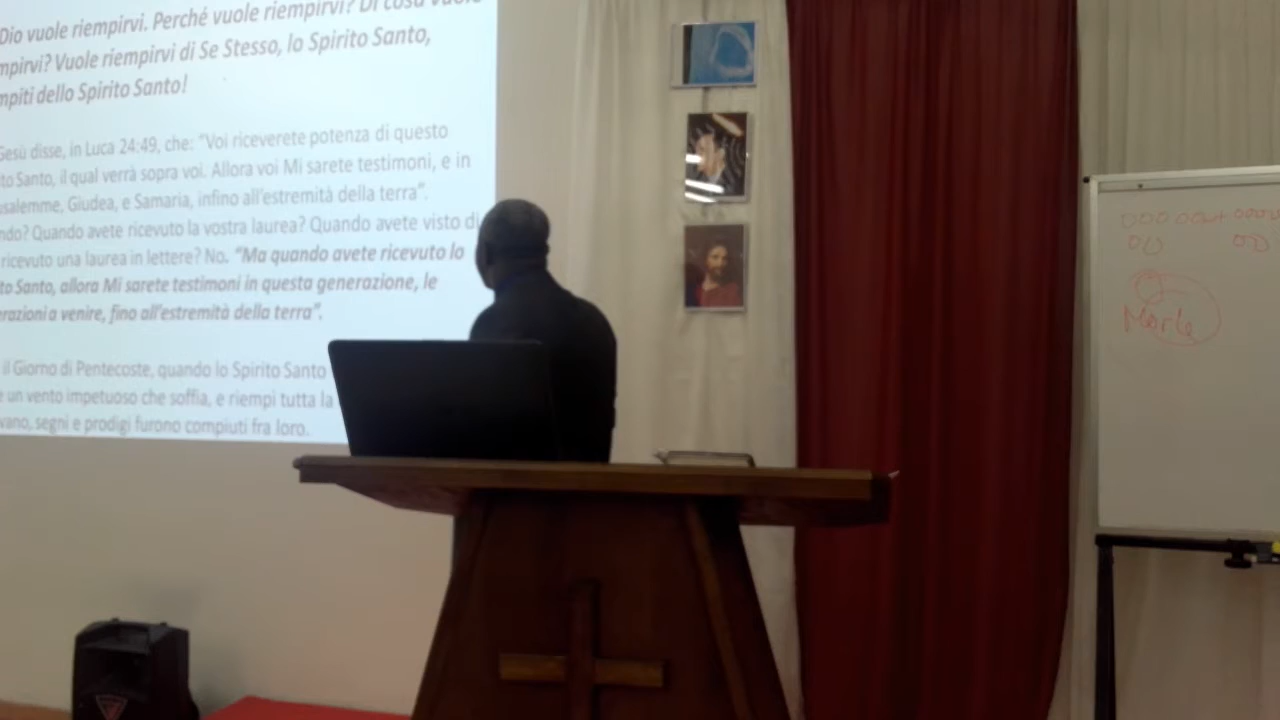 Dio vuole riempirvi. Perché vuole riempirvi? Di cosa vuole
mpirvi? Vuole riempirvi di Se Stesso, lo Spirito Santo,
mpiti dello Spirito Santo!
Gesù disse, in Luca 24:49, che: “Voi riceverete potenza di questo
to Santo, il qual verrà sopra voi. Allora voi Mi sarete testimoni, e in
usalemme, Giudea, e Samaria, infino all’estremità della terra”.
ndo? Quando avete ricevuto la vostra laurea? Quando avete visto di
ricevuto una laurea in lettere? No. “Ma quando avete ricevuto lo
to Santo, allora Mi sarete testimoni in questa generazione, le
erazioni a venire, fino all’estremità della terra”.
il Giorno di Pentecoste, quando lo Spirito Santo
e un vento impetuoso che soffia, e riempì tutta la
vano, segni e prodigi furono compiuti fra loro.